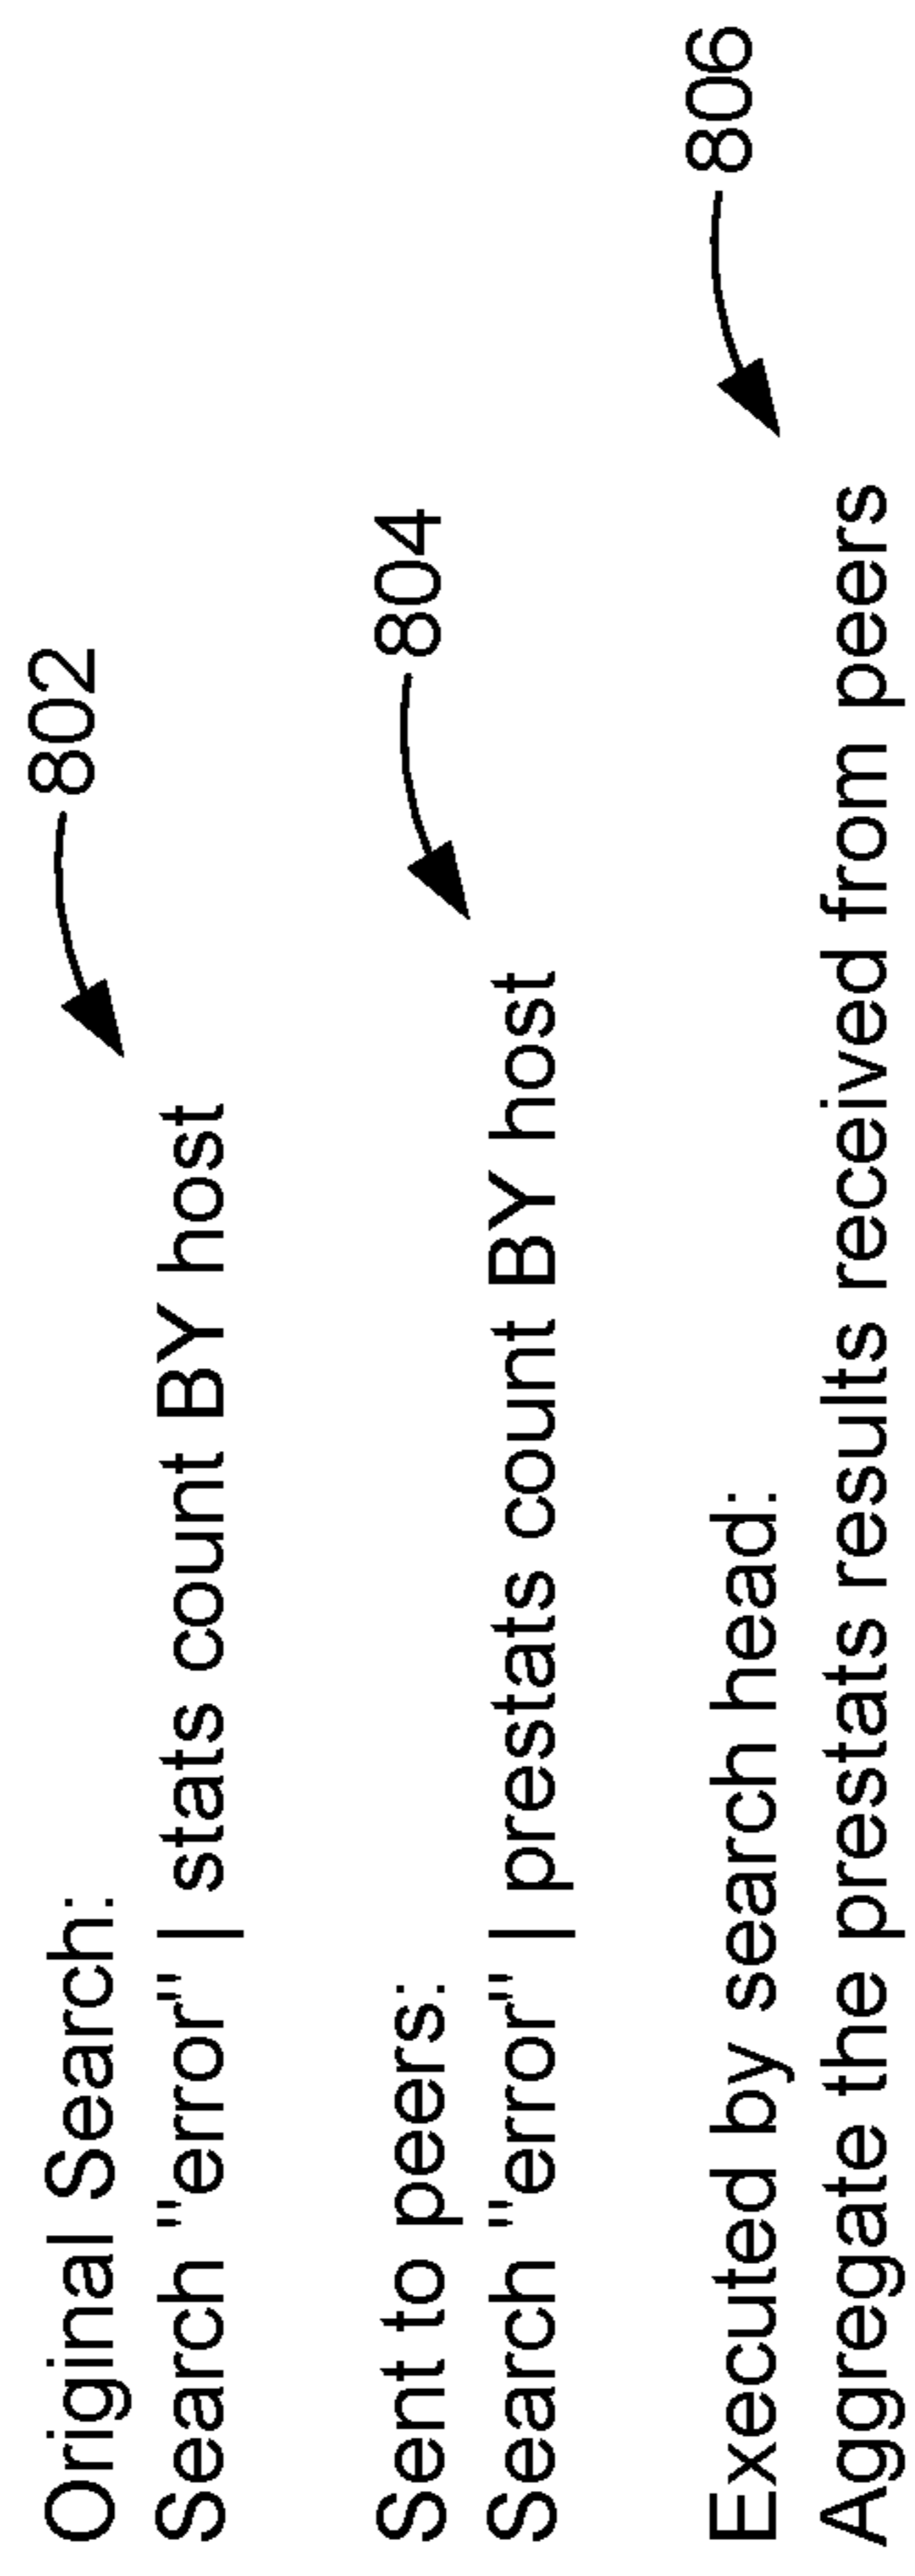 Original Search: 802
Search "error" | stats count BY host
Sent to peers: 804
Search "error" | prestats count BY host
Executed by search head: 806
Aggregate the prestats results received from peers